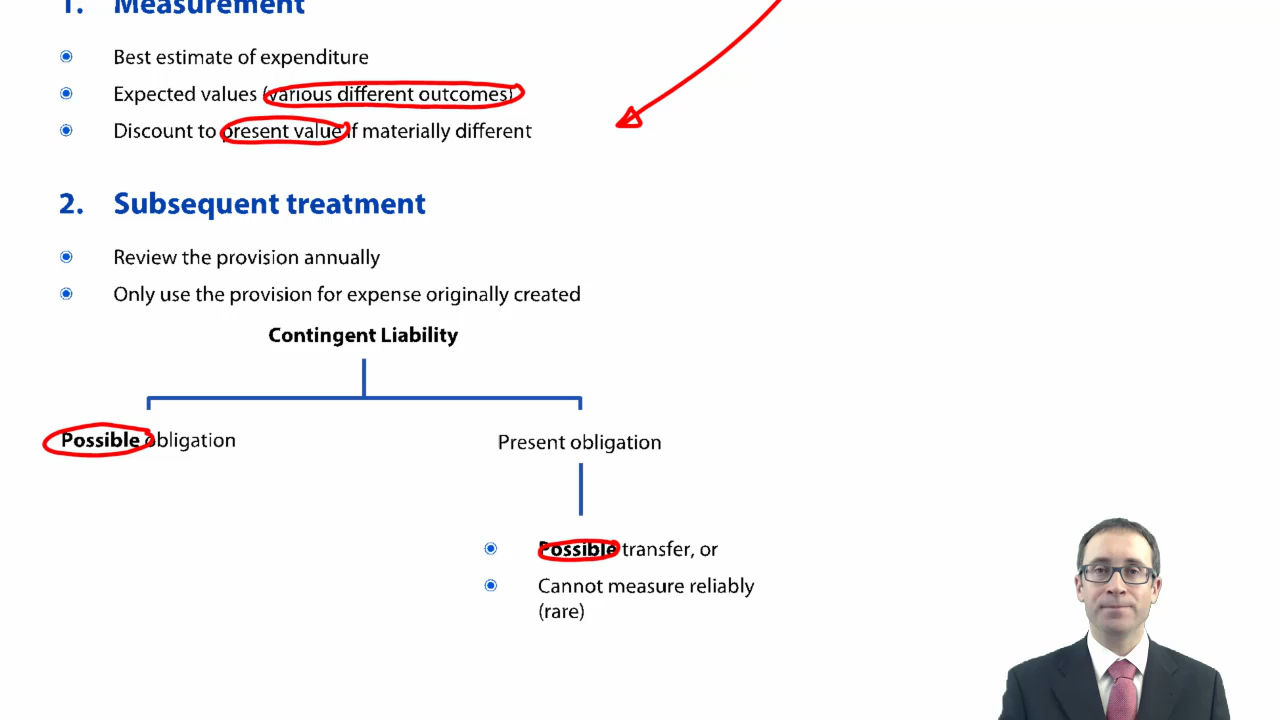 1. Measurement
Best estimate of expenditure
Expected values (various different outcomes)
Discount to present value if materially different
2. Subsequent treatment
Review the provision annually
Only use the provision for expense originally created
Contingent Liability
Possible obligation
Present obligation
Possible transfer, or
Cannot measure reliably
(rare)